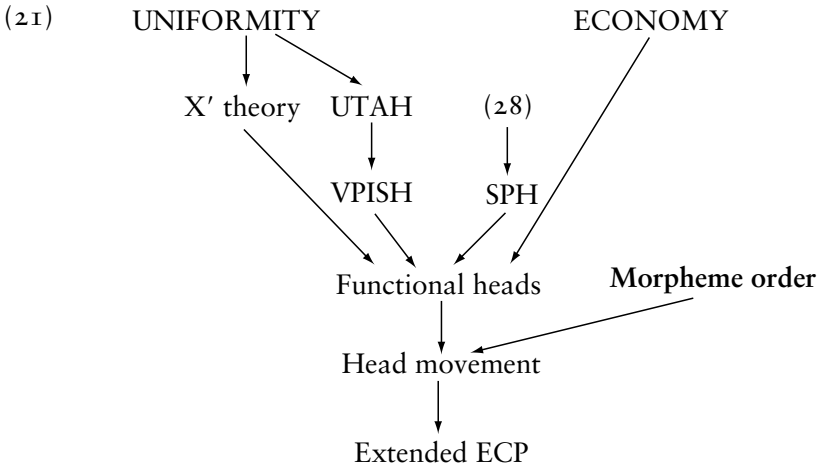 (21) UNIFORMITY ECONOMY
X′ theory UTAH (28)
VPISH SPH
Functional heads Morpheme order
Head movement
Extended ECP